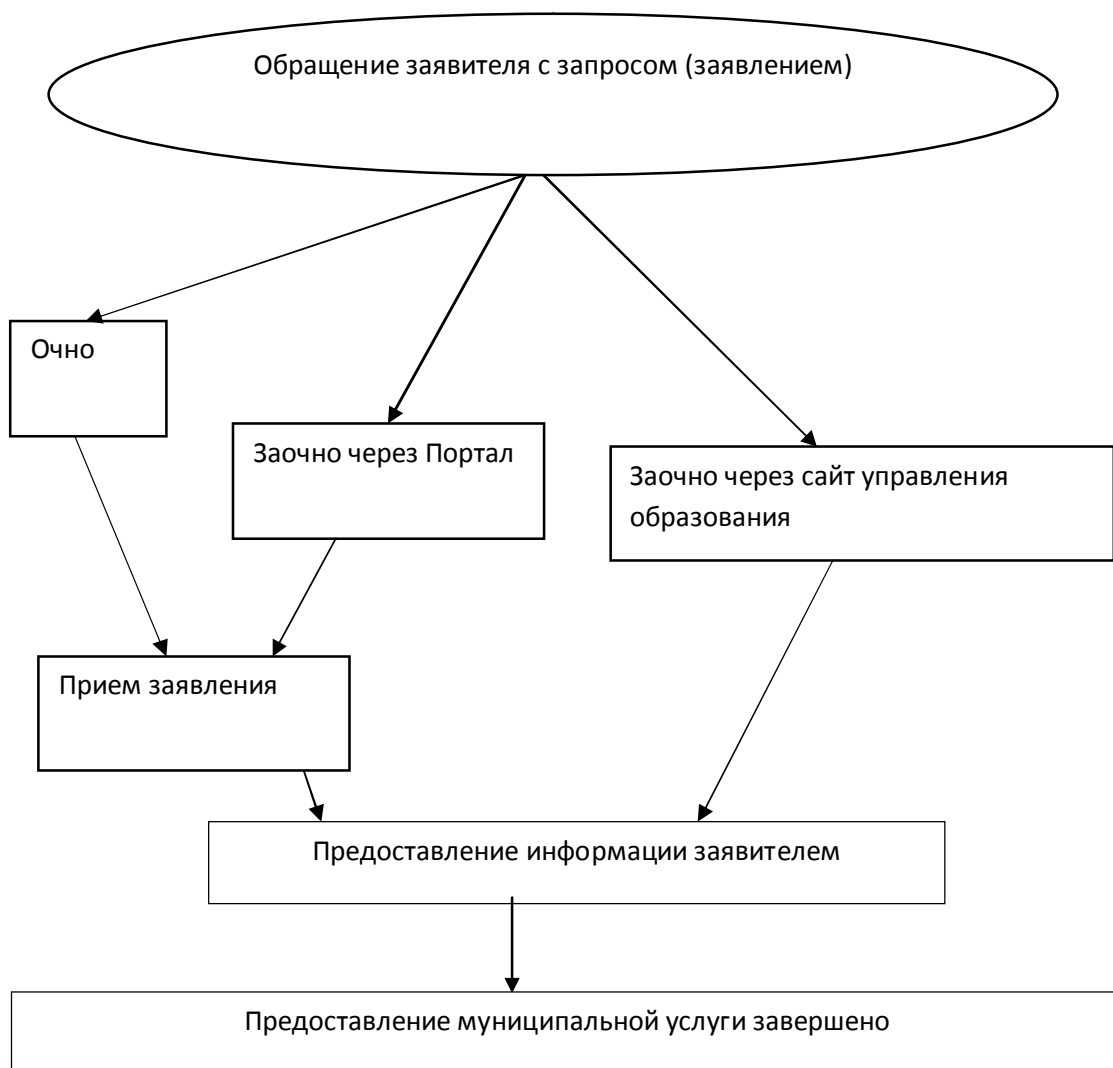 Обращение заявителя с запросом (заявлением)
Очно
Заочно через Портал
Заочно через сайт управления
образования
Прием заявления
Предоставление информации заявителем
Предоставление муниципальной услуги завершено